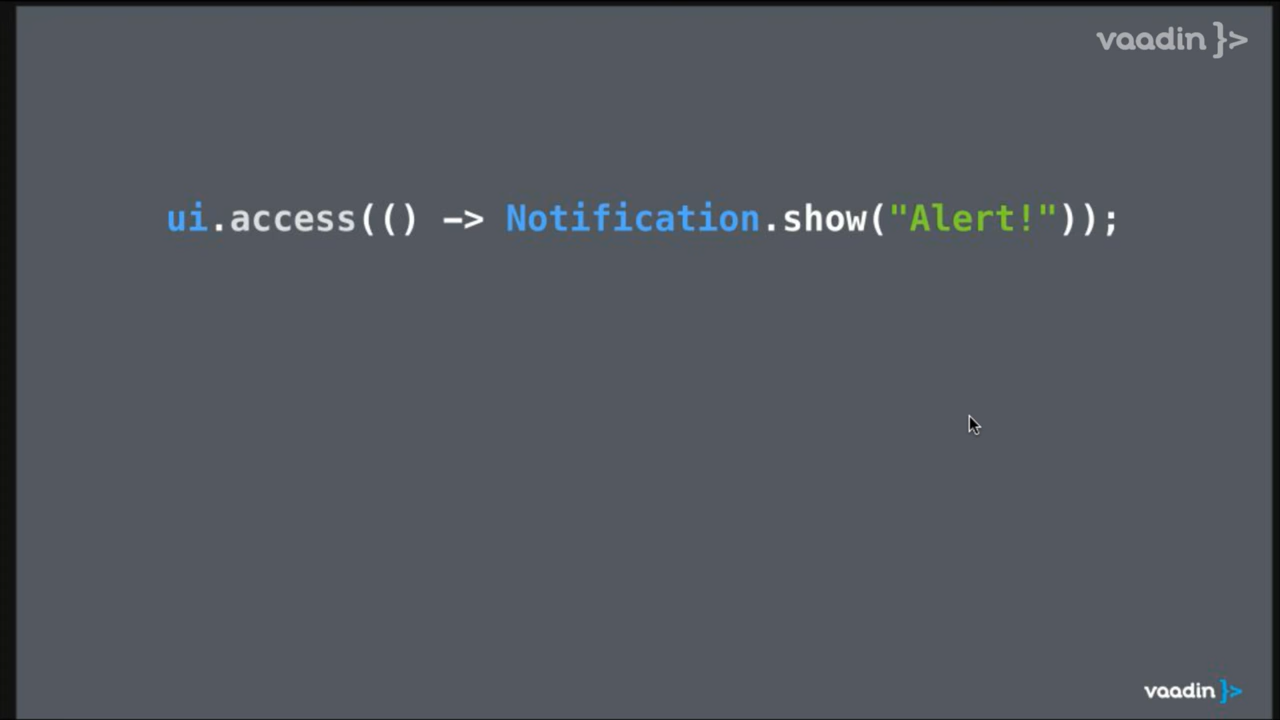 vaadin }>
ui.access(() -> Notification.show("Alert!"));
vaadin }>